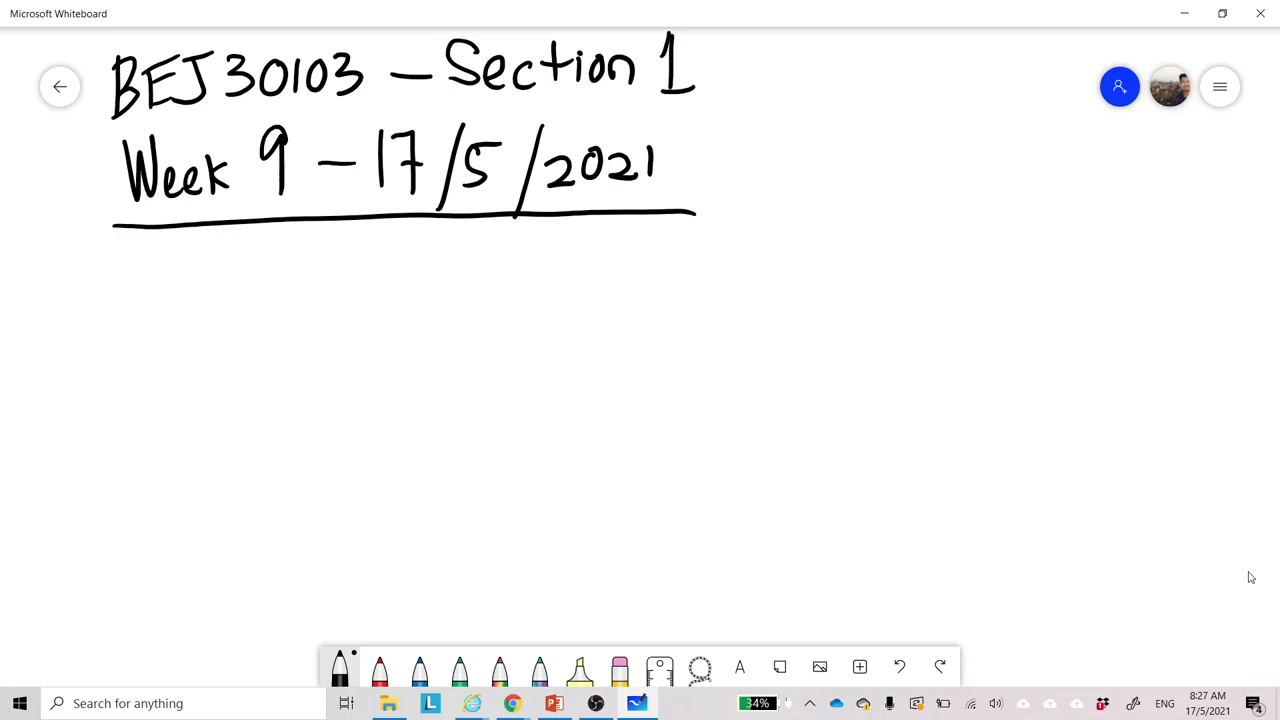 Microsoft Whiteboard
BEJ30103 – Section 1
Week 9 – 17/5/2021
A
Search for anything
L
34%
ENG
8:27 AM
17/5/2021
4